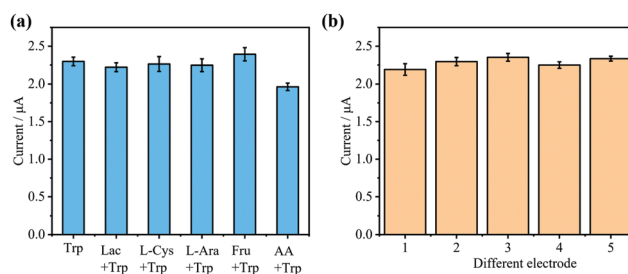 (a)
Current / μA
2.5
2.0
1.5
1.0
0.5
0.0
Trp
Lac
+Trp
L-Cys
+Trp
L-Ara
+Trp
Fru
+Trp
AA
+Trp
(b)
Current / μA
2.5
2.0
1.5
1.0
0.5
0.0
1 2 3 4 5
Different electrode